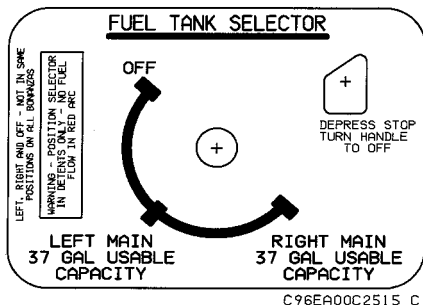 FUEL TANK SELECTOR
OFF
LEFT, RIGHT AND OFF - NOT IN SAME
POSITIONS ON ALL BONANZAS
WARNING - POSITION SELECTOR
IN DETENTS ONLY - NO FUEL
FLOW IN RED ARC
DEPRESS STOP
TURN HANDLE
TO OFF
LEFT MAIN
37 GAL USABLE
CAPACITY
RIGHT MAIN
37 GAL USABLE
CAPACITY
C96EA00C2515 C